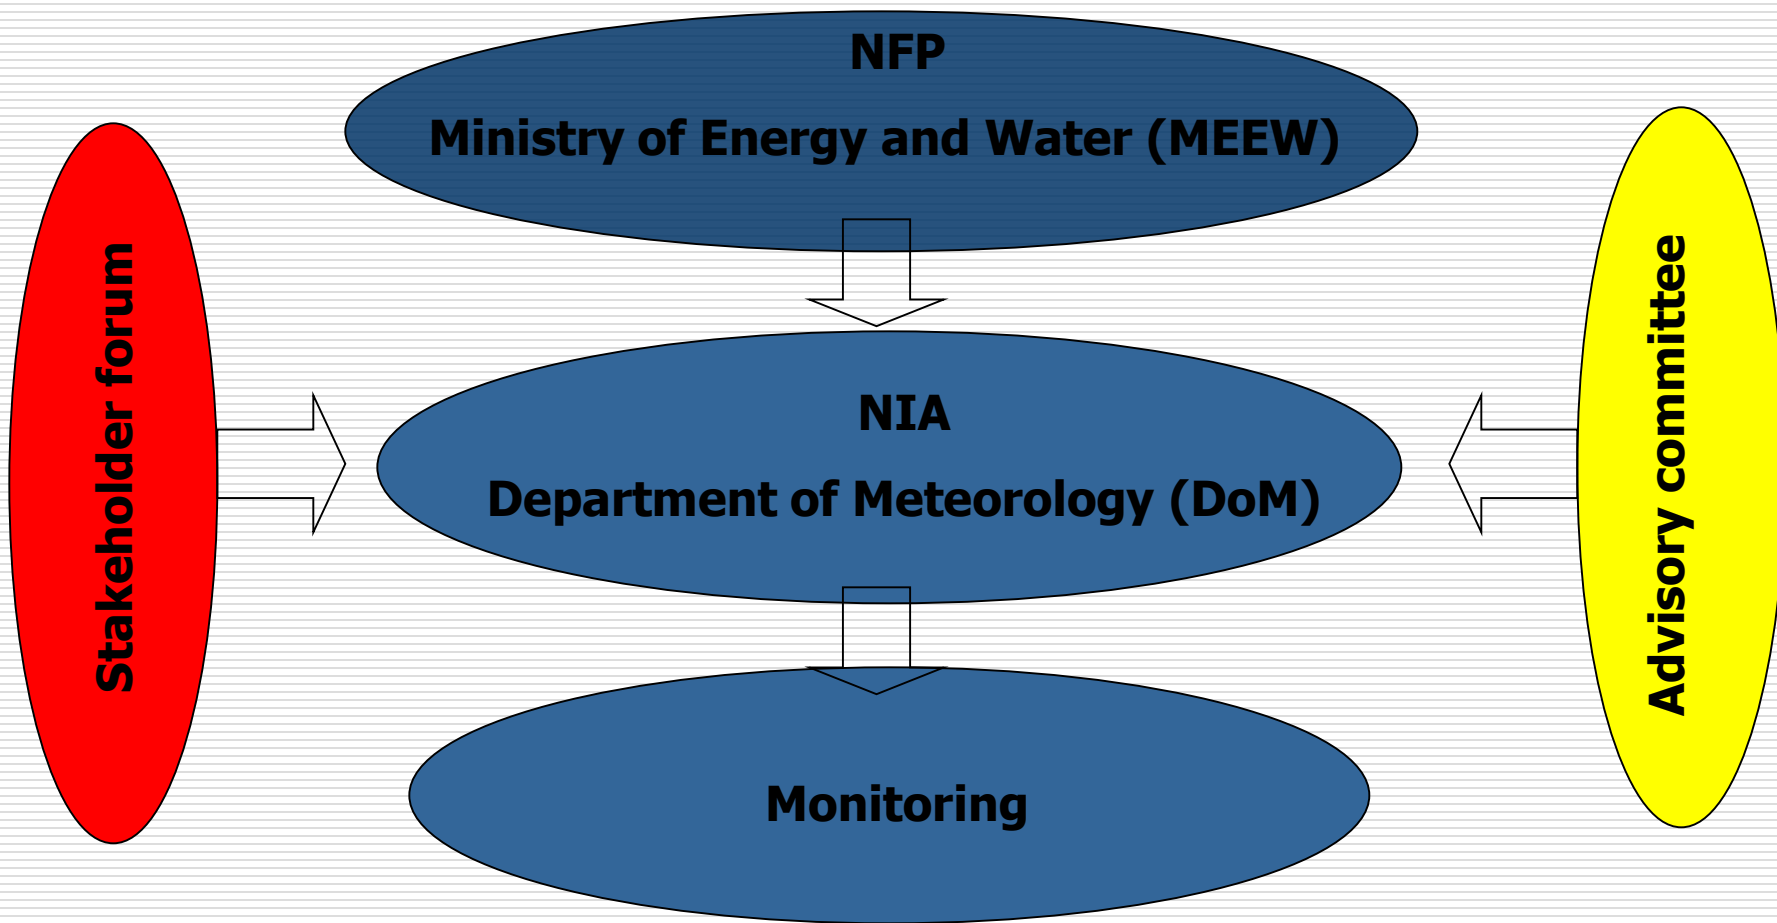 NFP
Ministry of Energy and Water (MEEW)
Stakeholder forum
NIA
Department of Meteorology (DoM)
Advisory committee
Monitoring